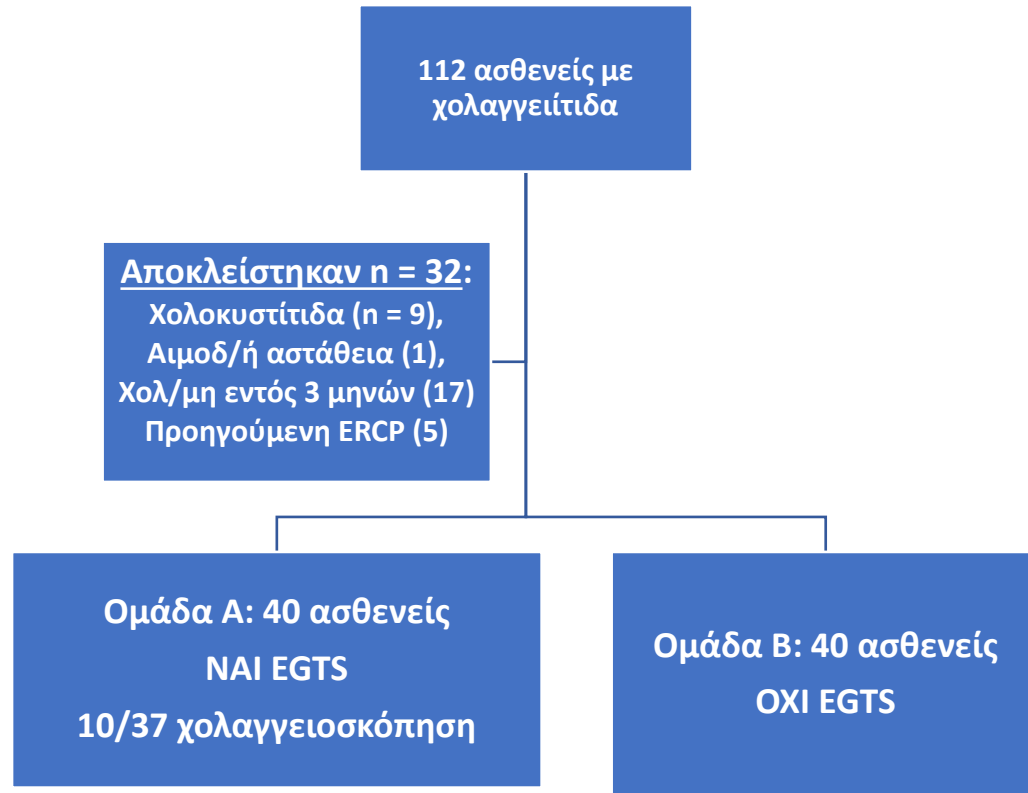 112 ασθενείς με
χολαγγειίτιδα
Αποκλείστηκαν n = 32:
Χολοκυστίτιδα (n = 9),
Αιμοδ/ή αστάθεια (1),
Χολ/μη εντός 3 μηνών (17)
Προηγούμενη ERCP (5)
Ομάδα Α: 40 ασθενείς
ΝΑΙ EGTS
10/37 χολαγγειοσκόπηση
Ομάδα Β: 40 ασθενείς
ΟΧΙ EGTS